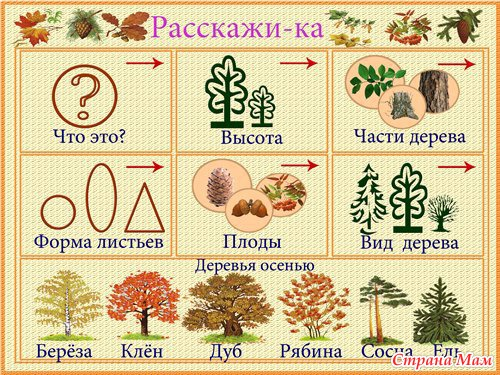 Расскажи-ка
?
Что это?
Высота
Части дерева
Форма листьев
Плоды
Вид дерева
Деревья осенью
Берёза Клён Дуб Рябина Сосна Ель
Страна Мам